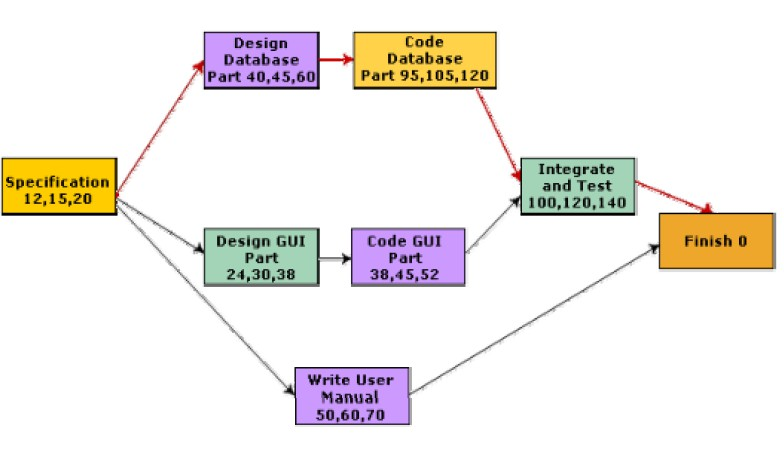 Design
Database
Part 40,45,60
Code
Database
Part 95,105,120
Specification
12,15,20
Integrate
and Test
100,120,140
Design GUI
Part
24,30,38
Code GUI
Part
38,45,52
Finish 0
Write User
Manual
50,60,70